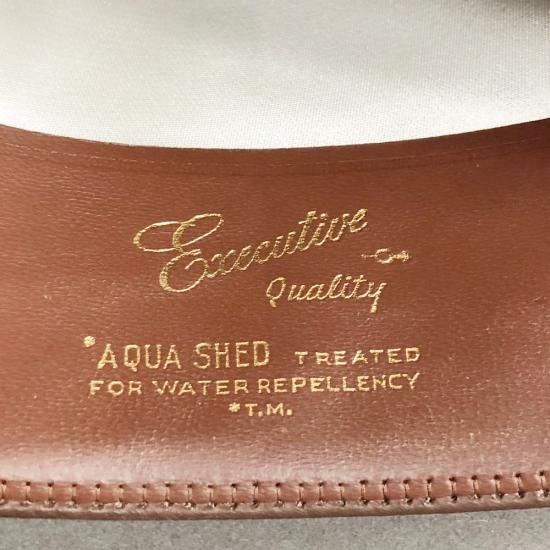 Executive
Quality
*AQUA SHED TREATED
FOR WATER REPELLENCY
*T.M.